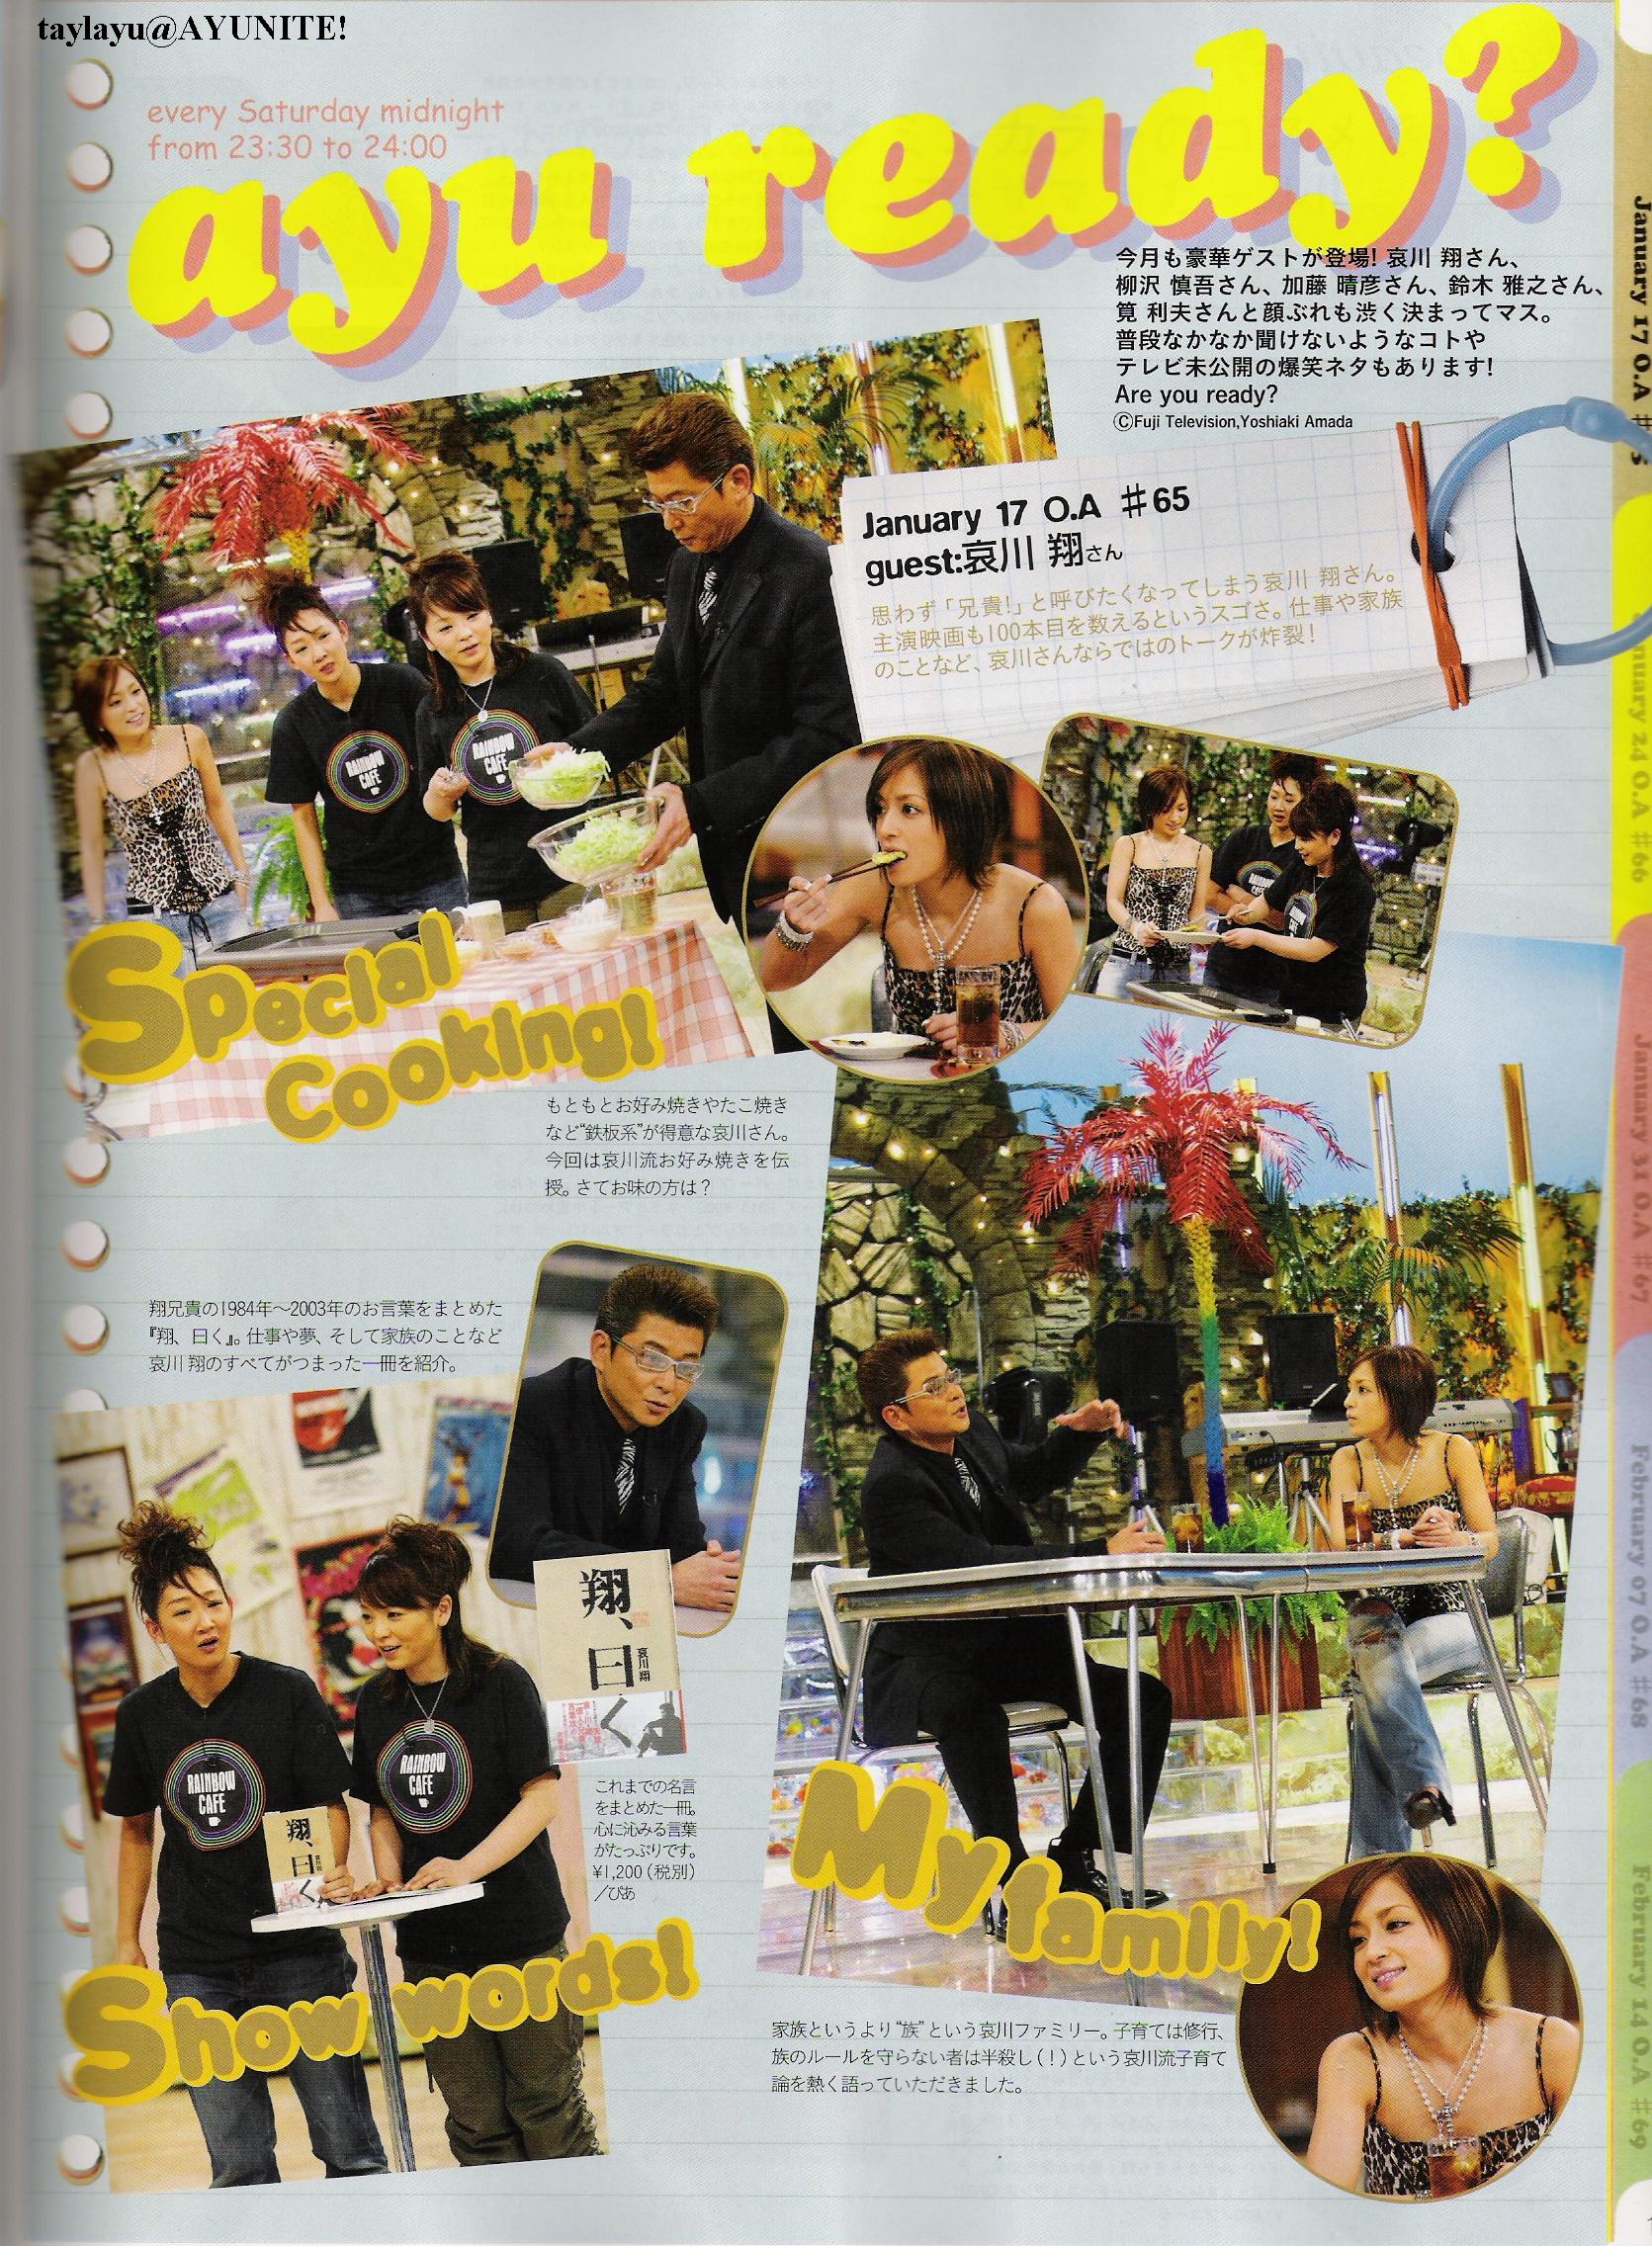 taylayu@AYUNITE!
every Saturday midnight
from 23:30 to 24:00
ayu ready?
今月も豪華ゲストが登場! 哀川 翔さん、
柳沢 慎吾さん、加藤 晴彦さん、鈴木 雅之さん、
筧 利夫さんと顔ぶれも渋く決まってマス。
普段なかなか聞けないようなコトや
テレビ未公開の爆笑ネタもあります!
Are you ready?
ⒸFuji Television,Yoshiaki Amada
January 17 O.A ♯65
guest:哀川 翔さん
思わず「兄貴!」と呼びたくなってしまう哀川 翔さん。
主演映画も100本目を数えるというスゴさ。仕事や家族
のことなど、哀川さんならではのトークが炸裂!
RAINBOW
CAFE
RAINBOW
CAFE
Special
Cooking!
もともとお好み焼きやたこ焼き
など“鉄板系”が得意な哀川さん。
今回は哀川流お好み焼きを伝
授。さてお味の方は?
翔兄貴の1984年〜2003年のお言葉をまとめた
『翔、曰く』。仕事や夢、そして家族のことなど
哀川 翔のすべてがつまった一冊を紹介。
翔、曰く
哀川翔
これまでの名言
をまとめた一冊。
心に沁みる言葉
がたっぷりです。
¥1,200(税別)
/ぴあ
RAINBOW
CAFE
RAINBOW
CAFE
翔、曰く
Show words!
My family!
家族というより“族”という哀川ファミリー。子育ては修行、
族のルールを守らない者は半殺し(!)という哀川流子育て
論を熱く語っていただきました。
January 17 O.A
January 24 O.A ♯66
January 31 O.A ♯67
February 07 O.A ♯68
February 14 O.A ♯69